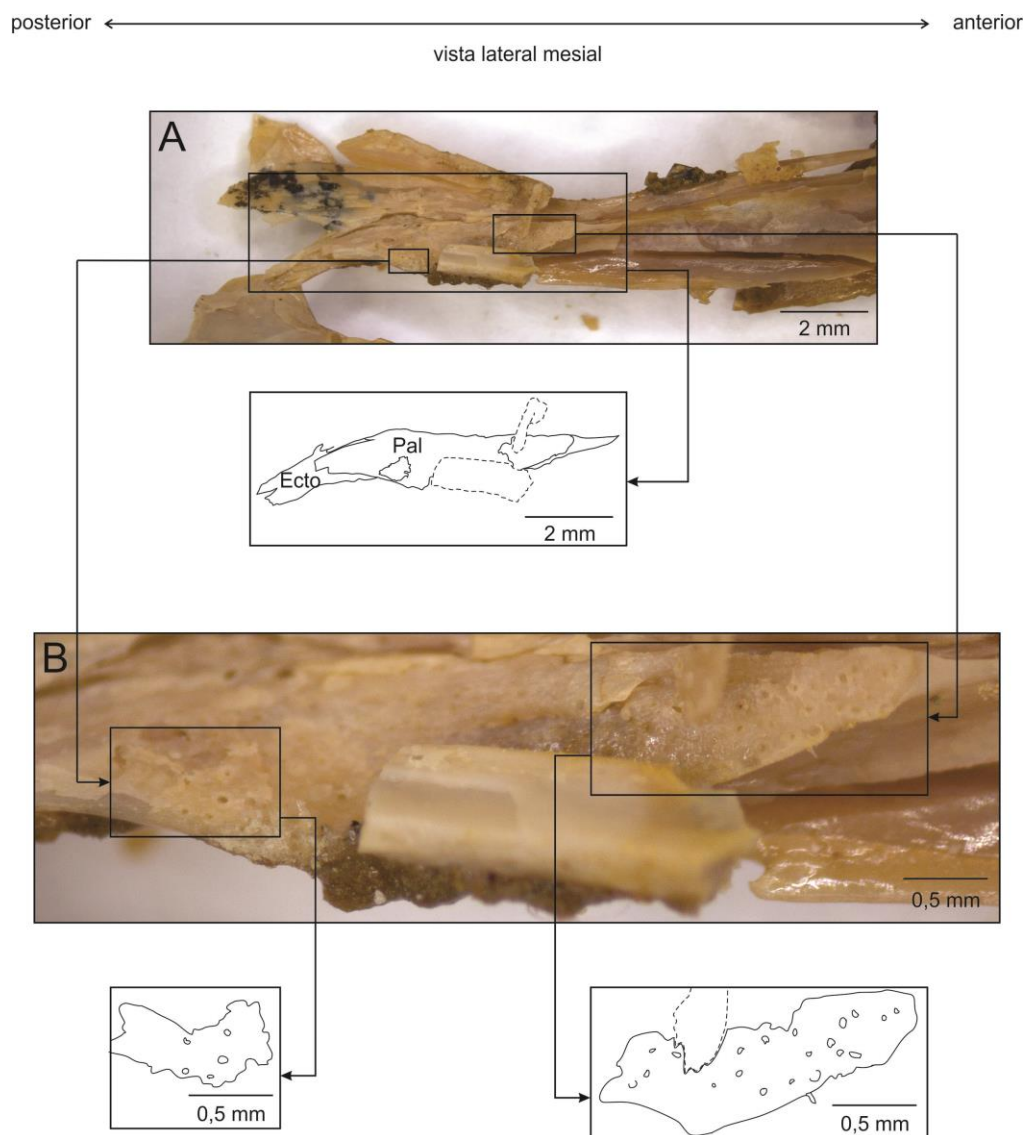 posterior
anterior
vista lateral mesial
A
2 mm
Pal
Ecto
2 mm
B
0,5 mm
0,5 mm
0,5 mm